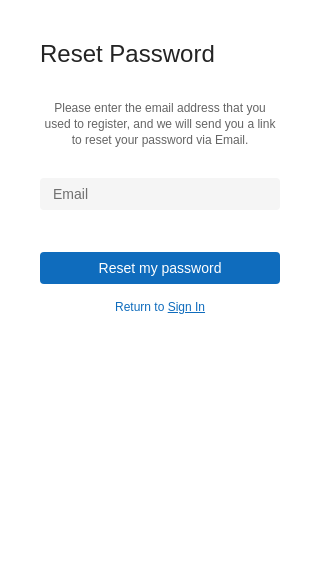 Reset Password
Please enter the email address that you
used to register, and we will send you a link
to reset your password via Email.
Email
Reset my password
Return to Sign In